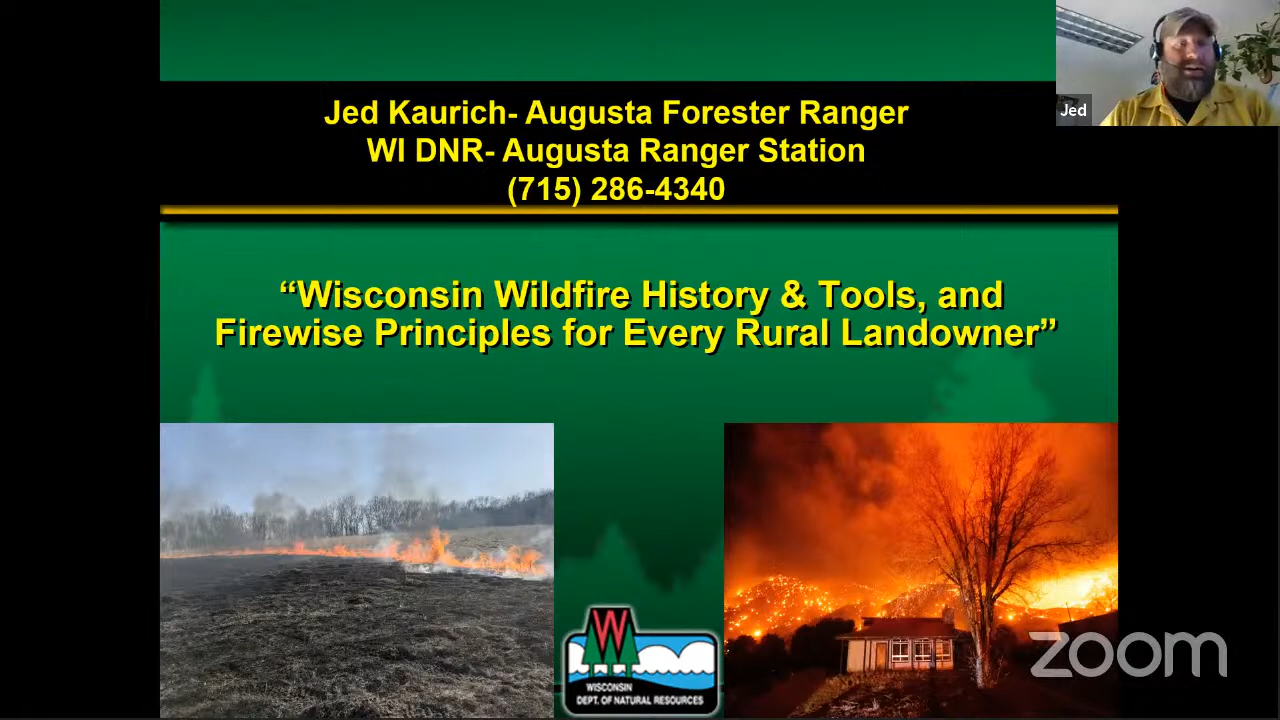 Jed Kaurich- Augusta Forester Ranger
WI DNR- Augusta Ranger Station
(715) 286-4340
Jed
“Wisconsin Wildfire History & Tools, and
Firewise Principles for Every Rural Landowner”
W
WISCONSIN
DEPT. OF NATURAL RESOURCES
zoom